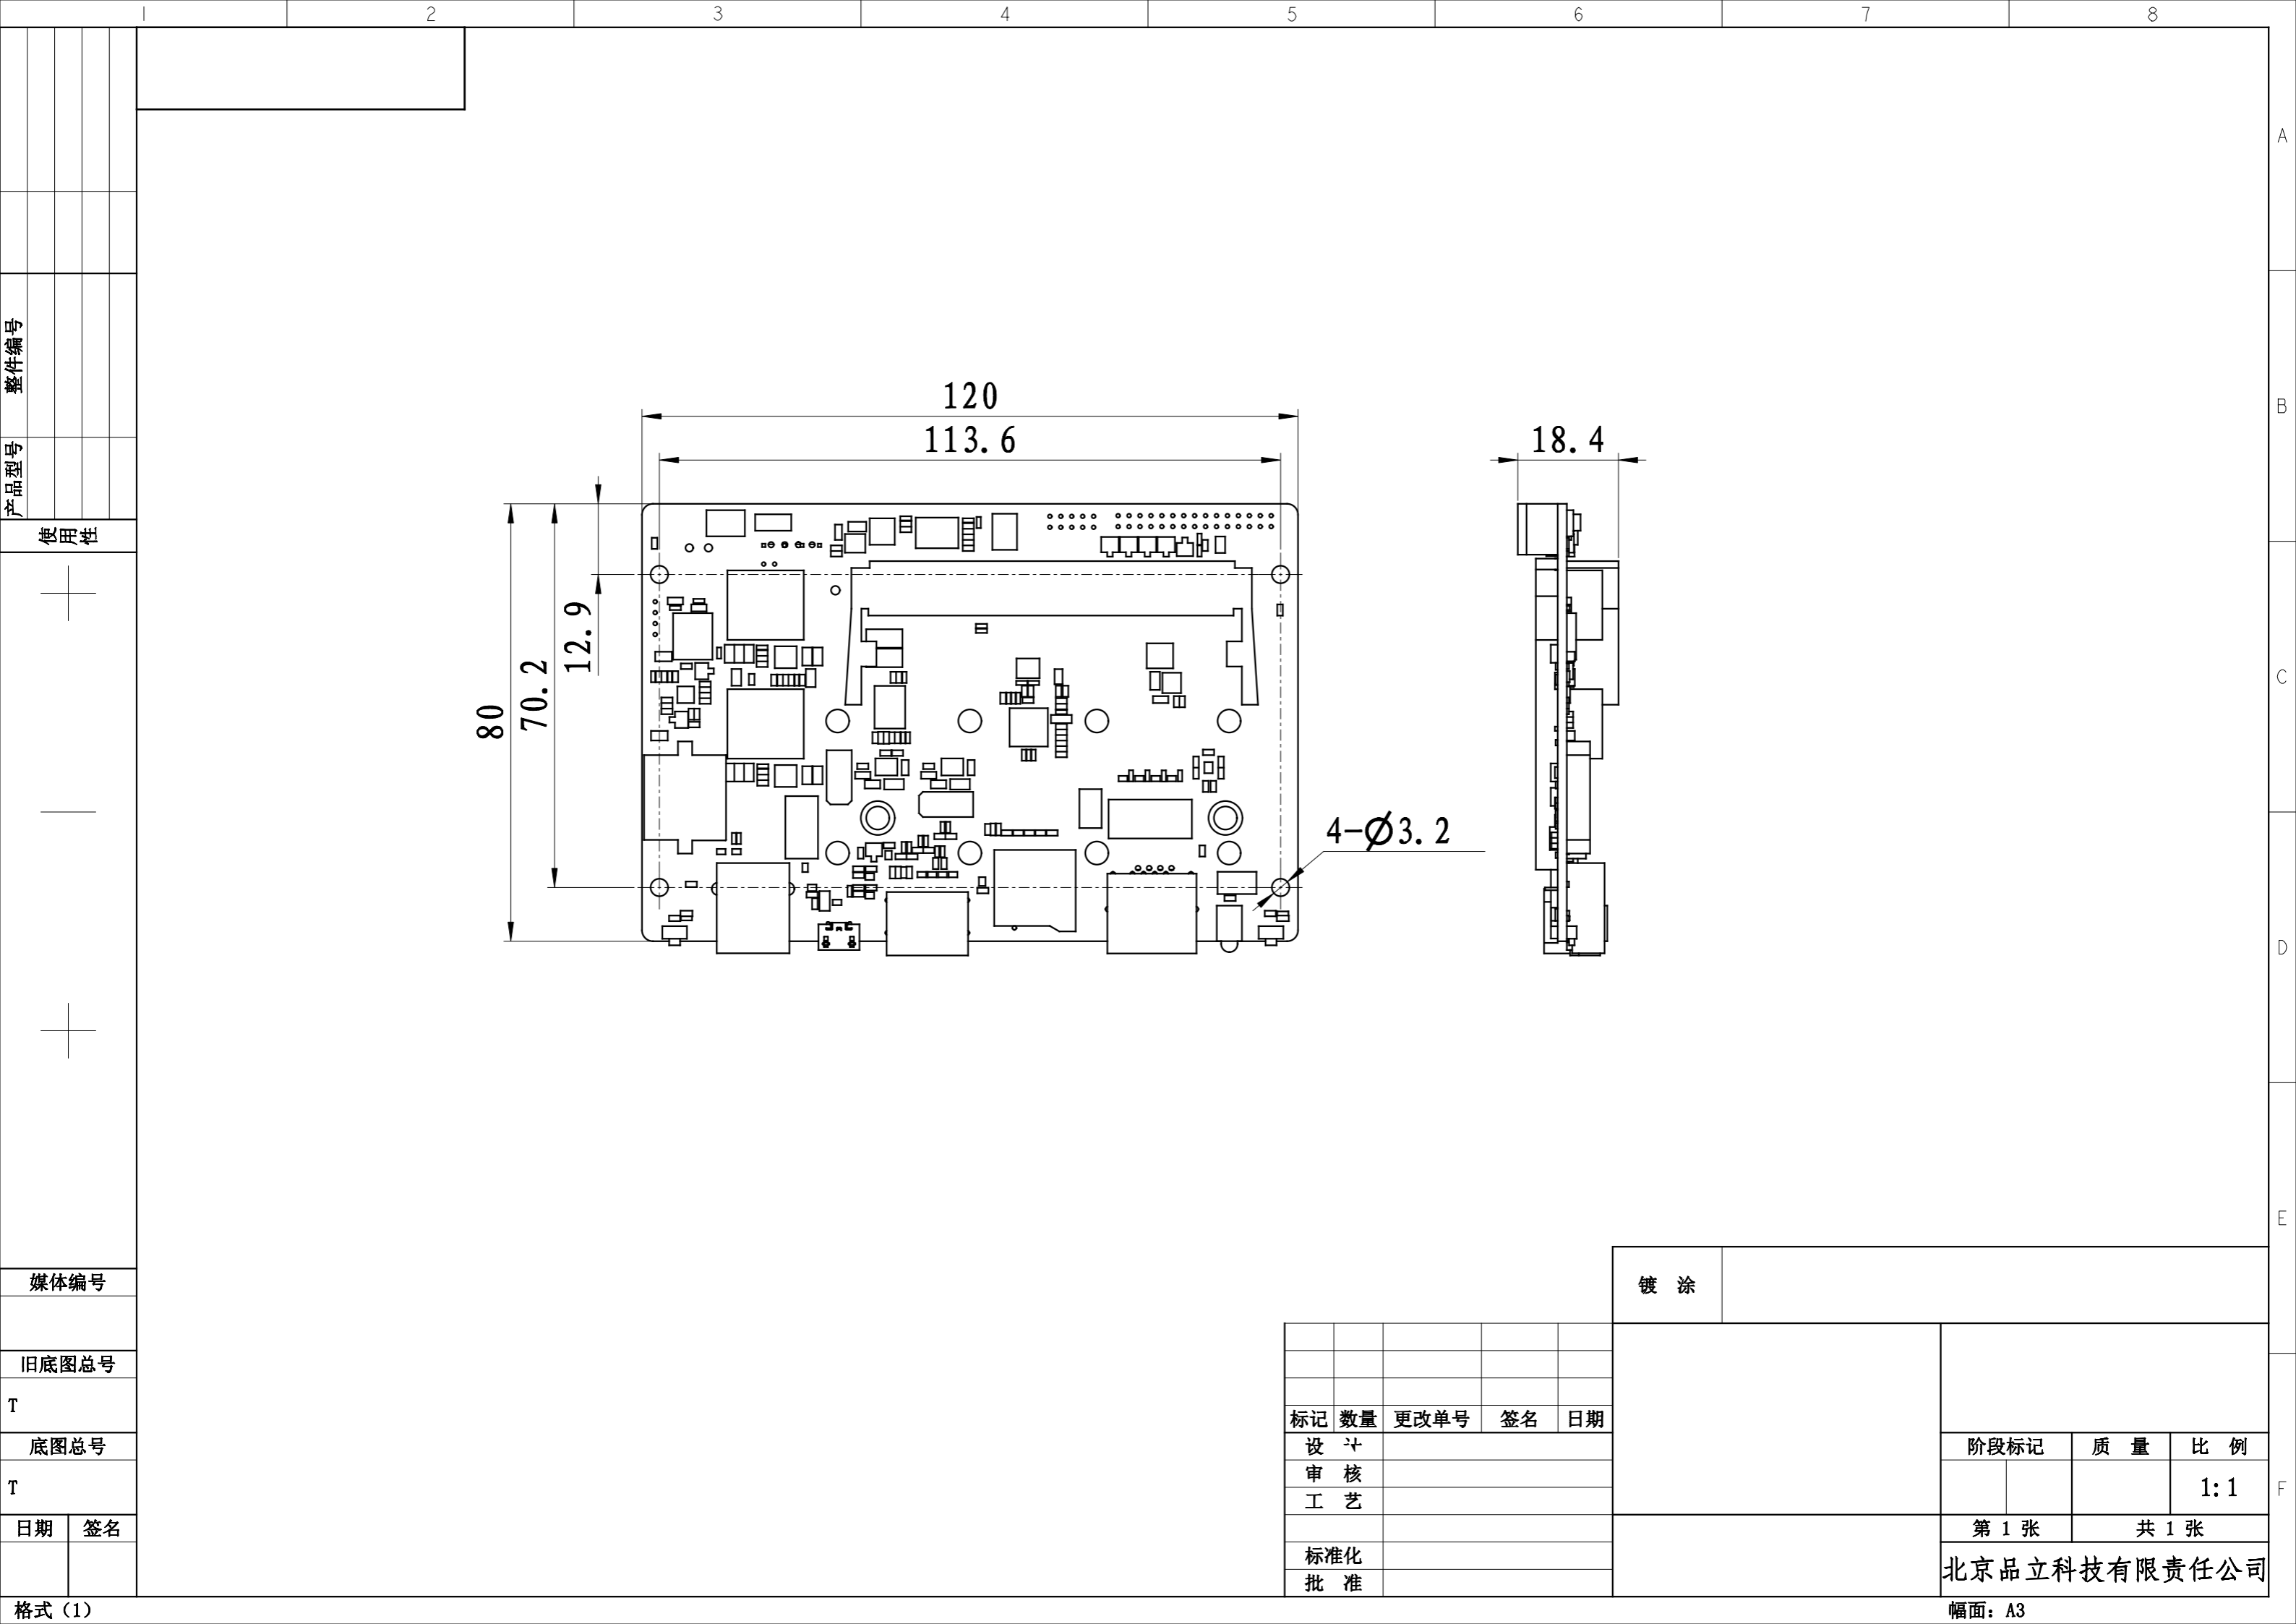 1 2 3 4 5 6 7 8
A
B
C
D
E
F
整件编号
产品型号
使用性
120
113.6
18.4
12.9
70.2
80
4-Ø3.2
媒体编号
旧底图总号
T
底图总号
T
日期 签名
格式（1）
镀 涂
标记 数量 更改单号 签名 日期
设 计
审 核
工 艺
标准化
批 准
阶段标记 质 量 比 例
1:1
第 1 张 共 1 张
北京品立科技有限责任公司
幅面：A3